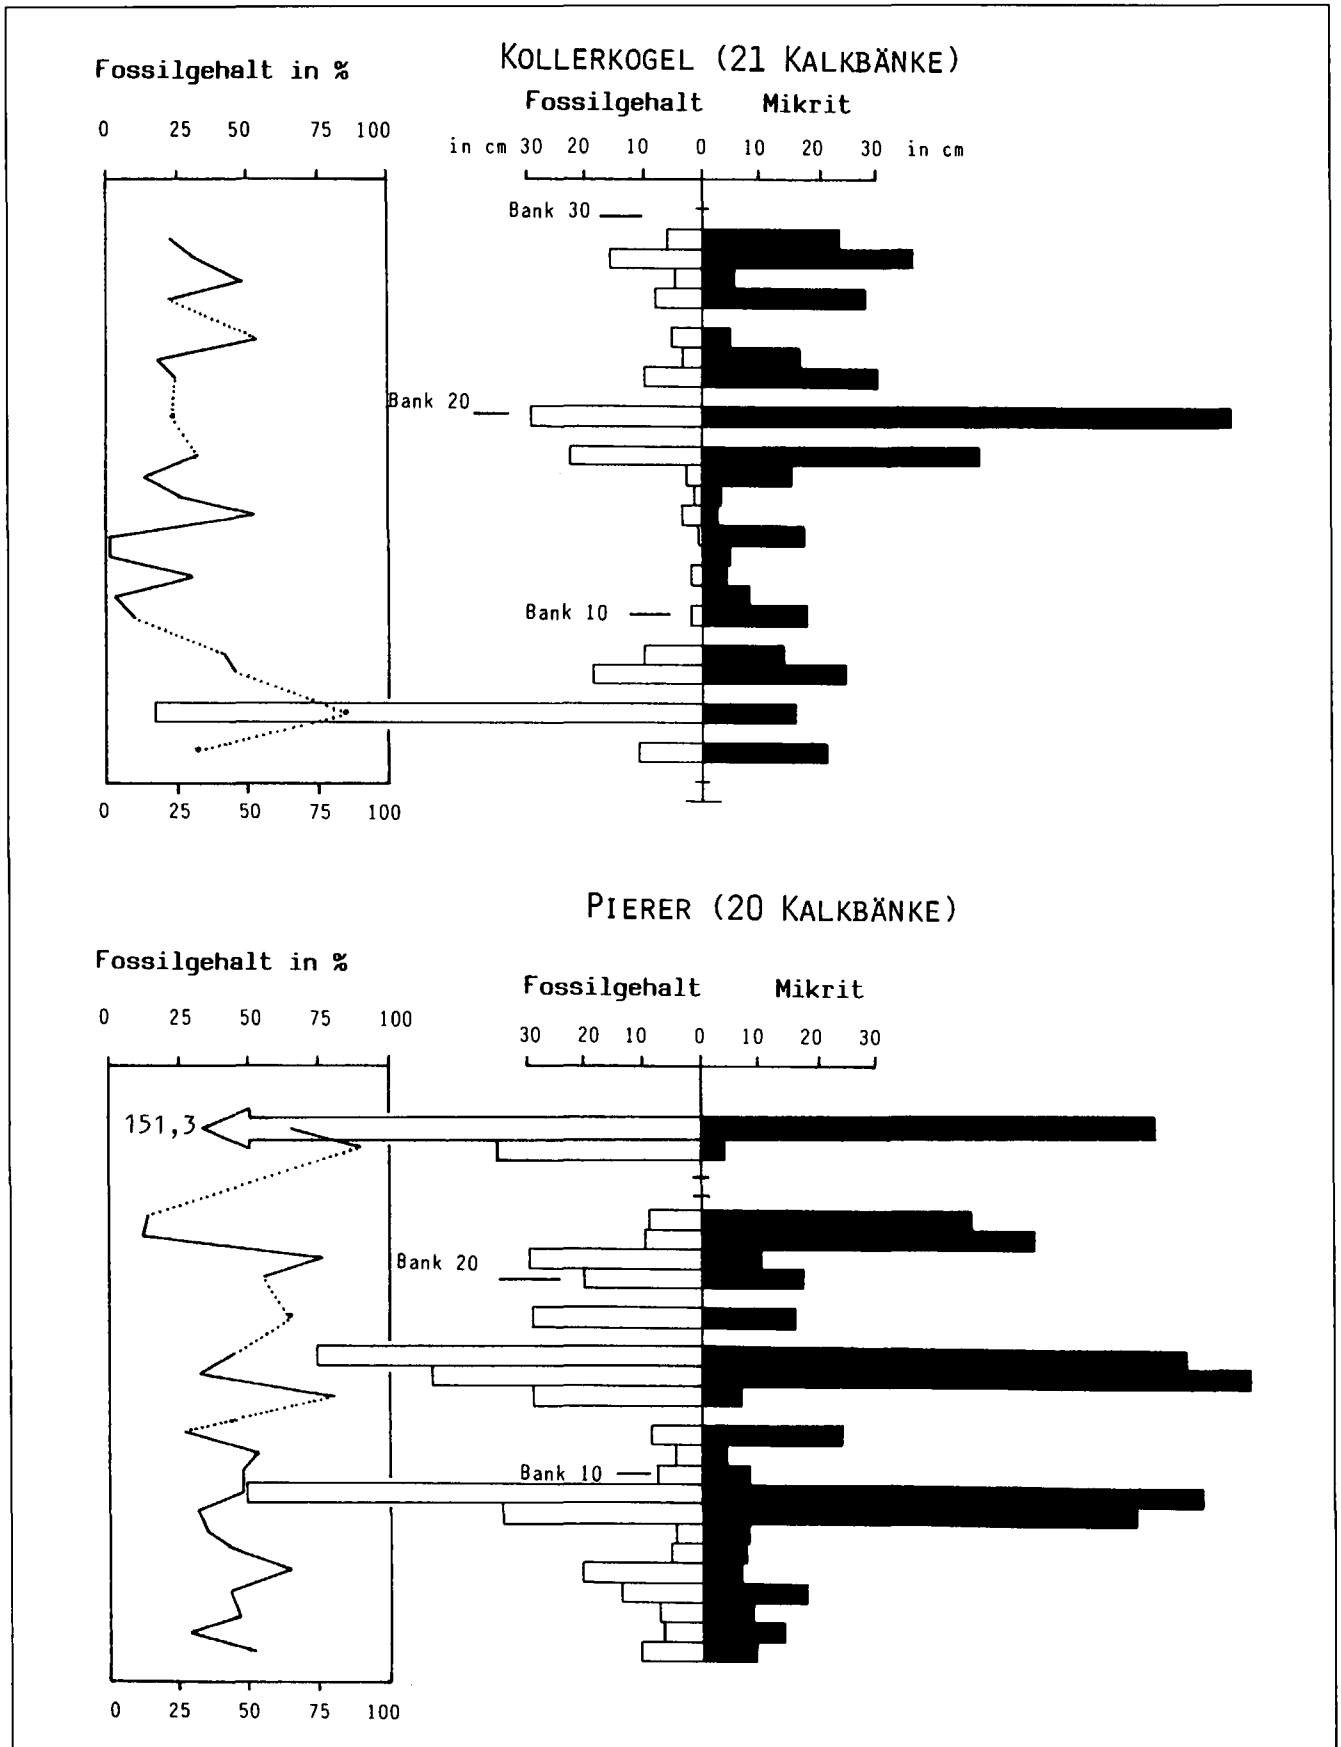 KOLLERKOGEL (21 KALKBÄNKE)
Fossilgehalt in %
Fossilgehalt Mikrit
0 25 50 75 100
in cm 30 20 10 0 10 20 30 in cm
Bank 30
Bank 20
Bank 10
0 25 50 75 100
PIERER (20 KALKBÄNKE)
Fossilgehalt in %
Fossilgehalt Mikrit
0 25 50 75 100
30 20 10 0 10 20 30
151,3
Bank 20
Bank 10
0 25 50 75 100